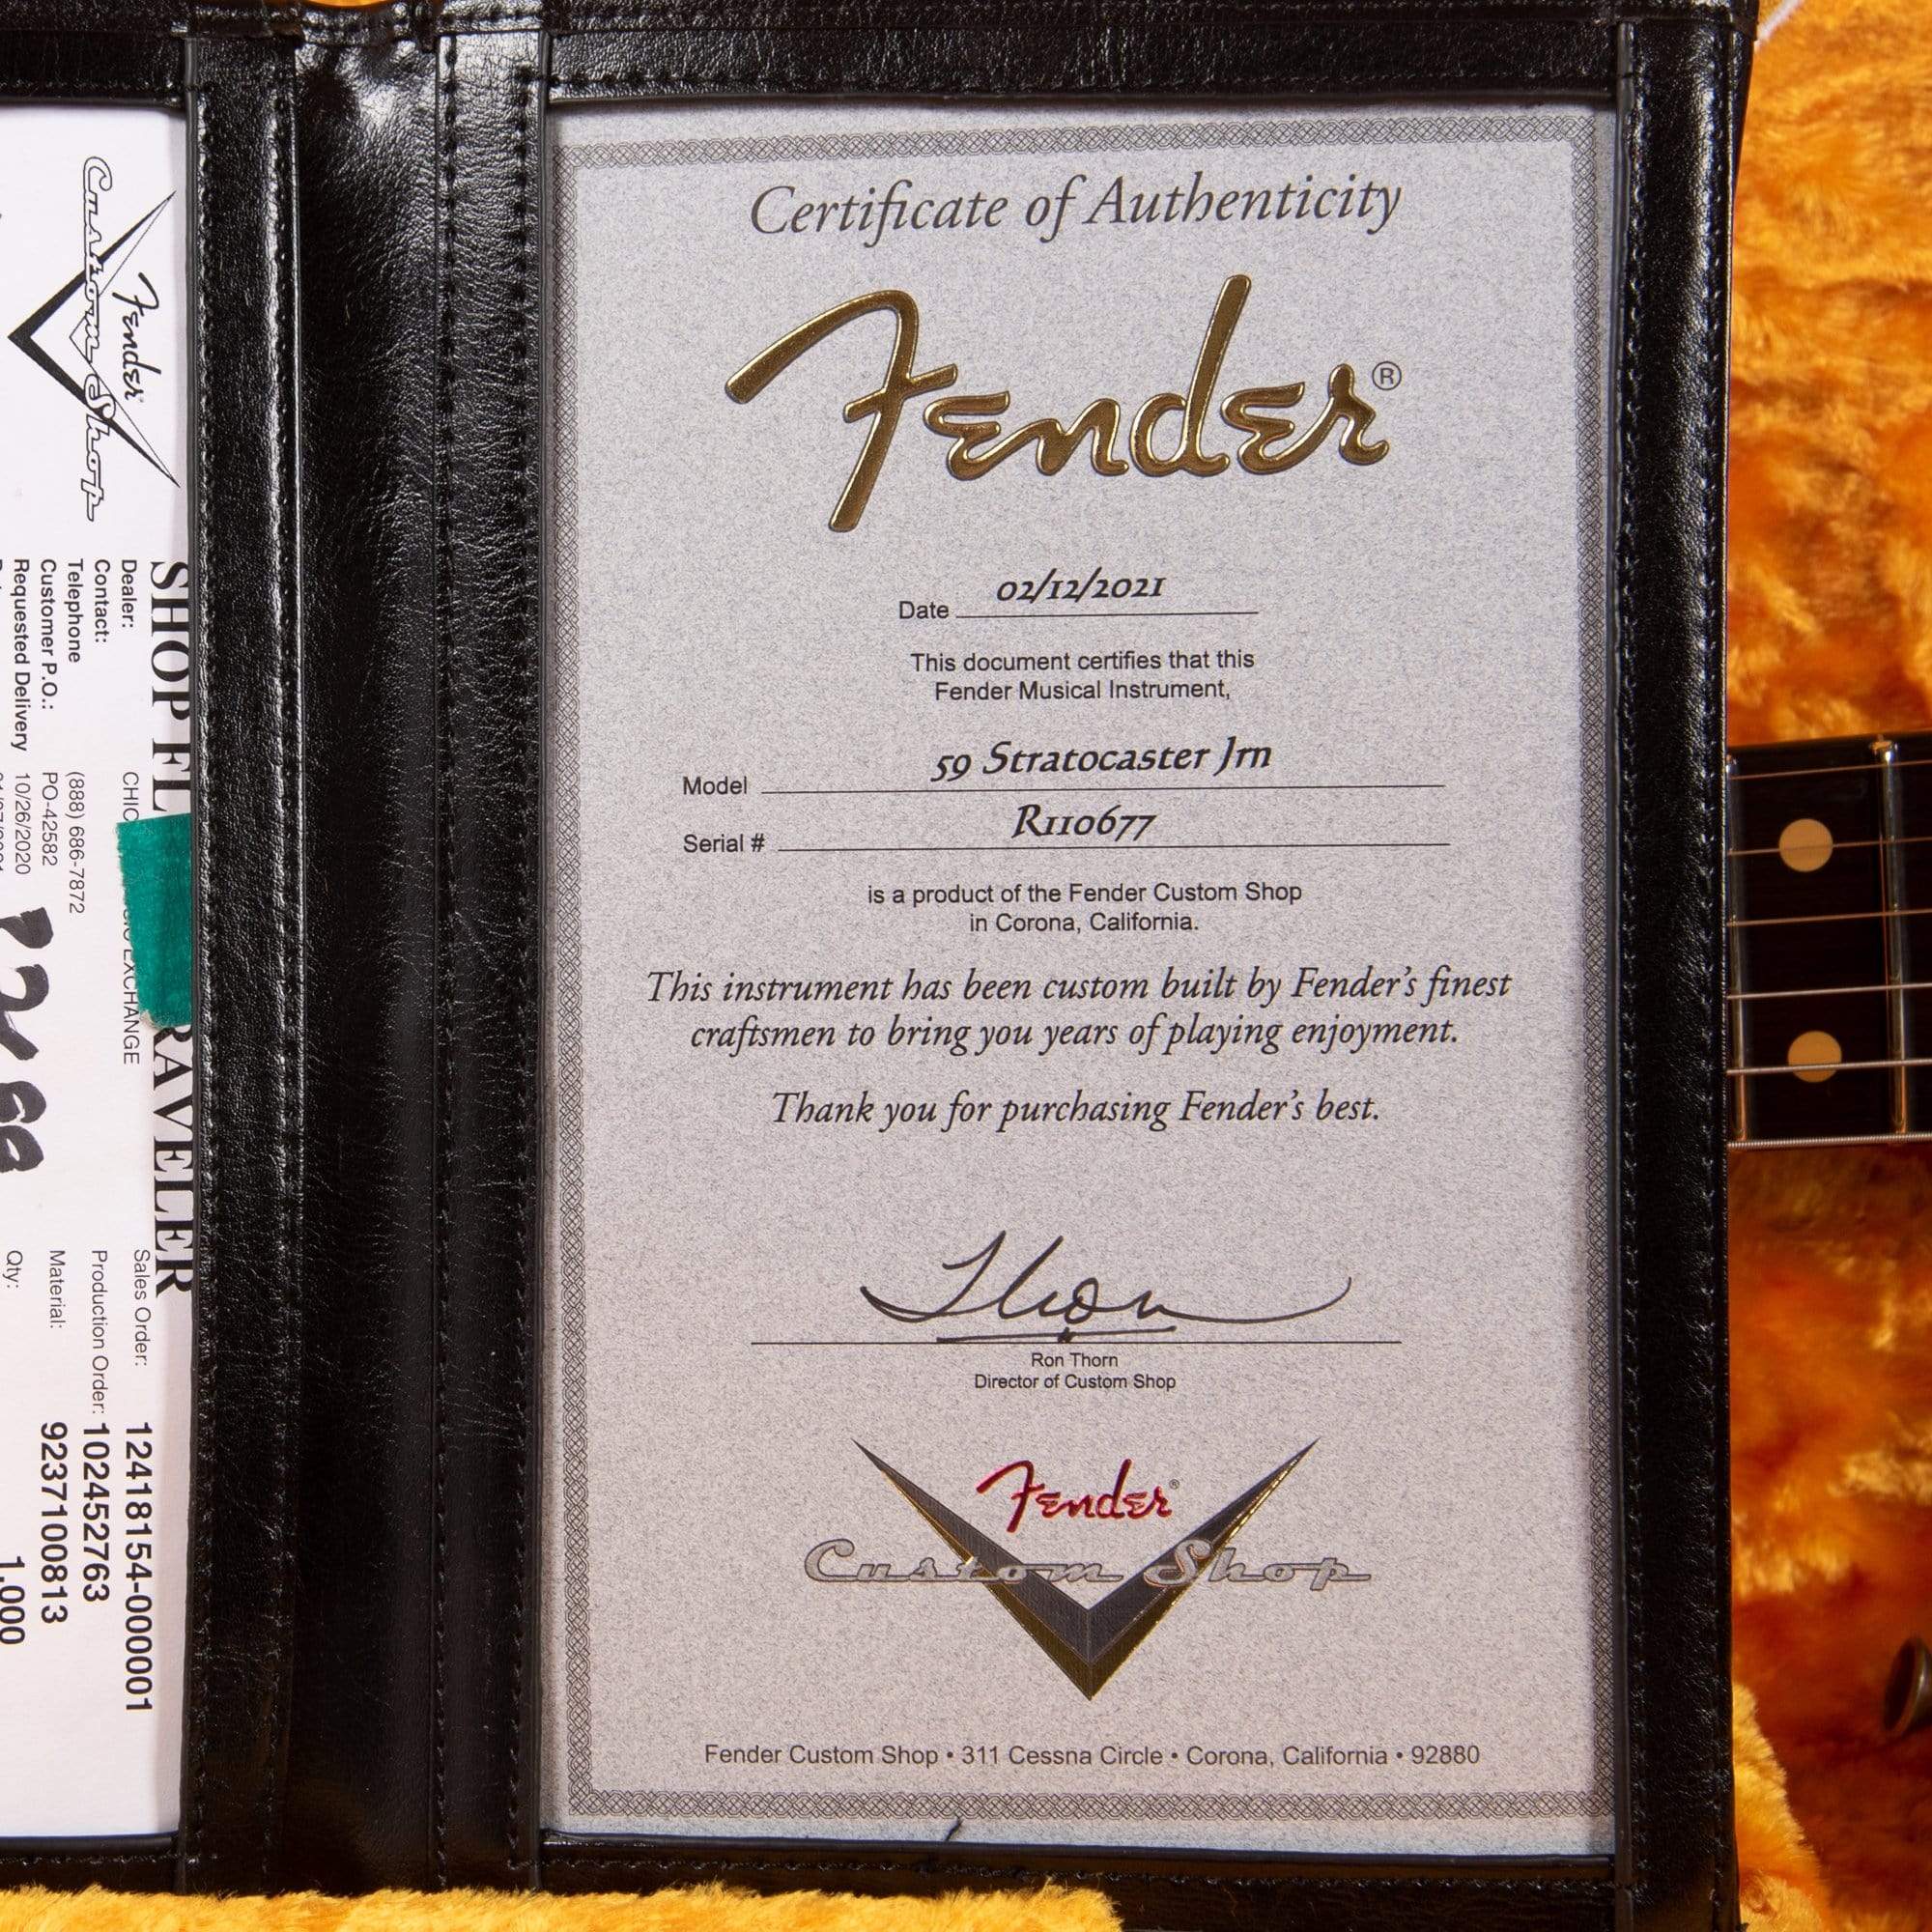 Certificate of Authenticity
Fender®
Date 02/12/2021
This document certifies that this
Fender Musical Instrument,
Model 59 Stratocaster Jrn
Serial # R110677
is a product of the Fender Custom Shop
in Corona, California.
This instrument has been custom built by Fender's finest
craftsmen to bring you years of playing enjoyment.
Thank you for purchasing Fender's best.
Thorn
Ron Thorn
Director of Custom Shop
Fender®
Custom Shop
Fender Custom Shop • 311 Cessna Circle • Corona, California • 92880
Fender®
Custom Shop
SHOP RAVELER
Dealer: CHIC EXCHANGE
Contact:
Telephone (888) 686-7872
Customer P.O.: PO-42582
Requested Delivery 10/26/2020
Sales Order: 12418154-000001
Production Order: 102452763
Material: 9237100813
Qty: 1.000